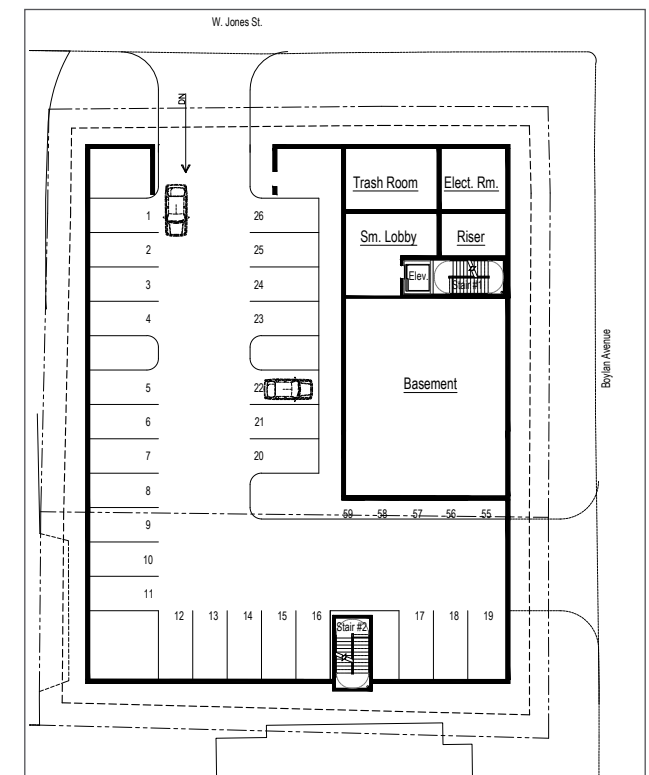 W. Jones St.
DN
Trash Room
Elect. Rm.
1
26
Sm. Lobby
Riser
2
25
Elev.
Stair #1
3
24
4
23
Boylan Avenue
5
22
Basement
6
21
7
20
8
59 58 57 56 55
9
10
11
12 13 14 15 16 17 18 19
Stair #2